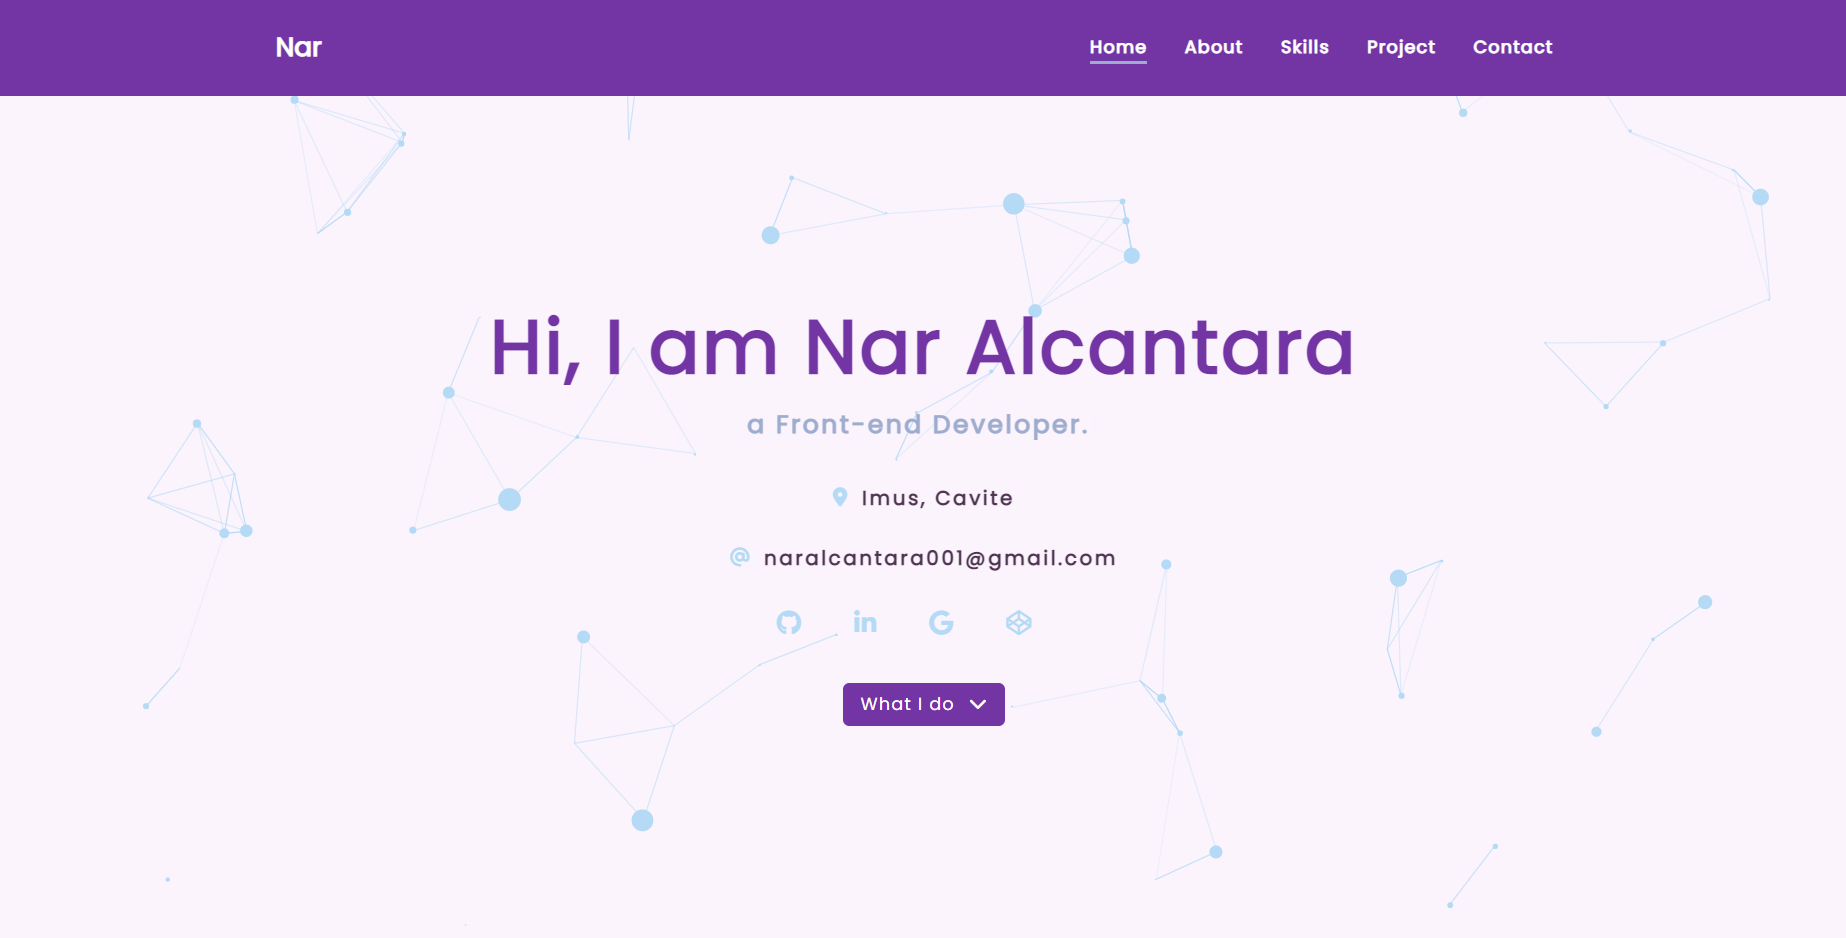 Nar
Home About Skills Project Contact
Hi, I am Nar Alcantara
a Front-end Developer.
Imus, Cavite
naralcantara001@gmail.com
What I do